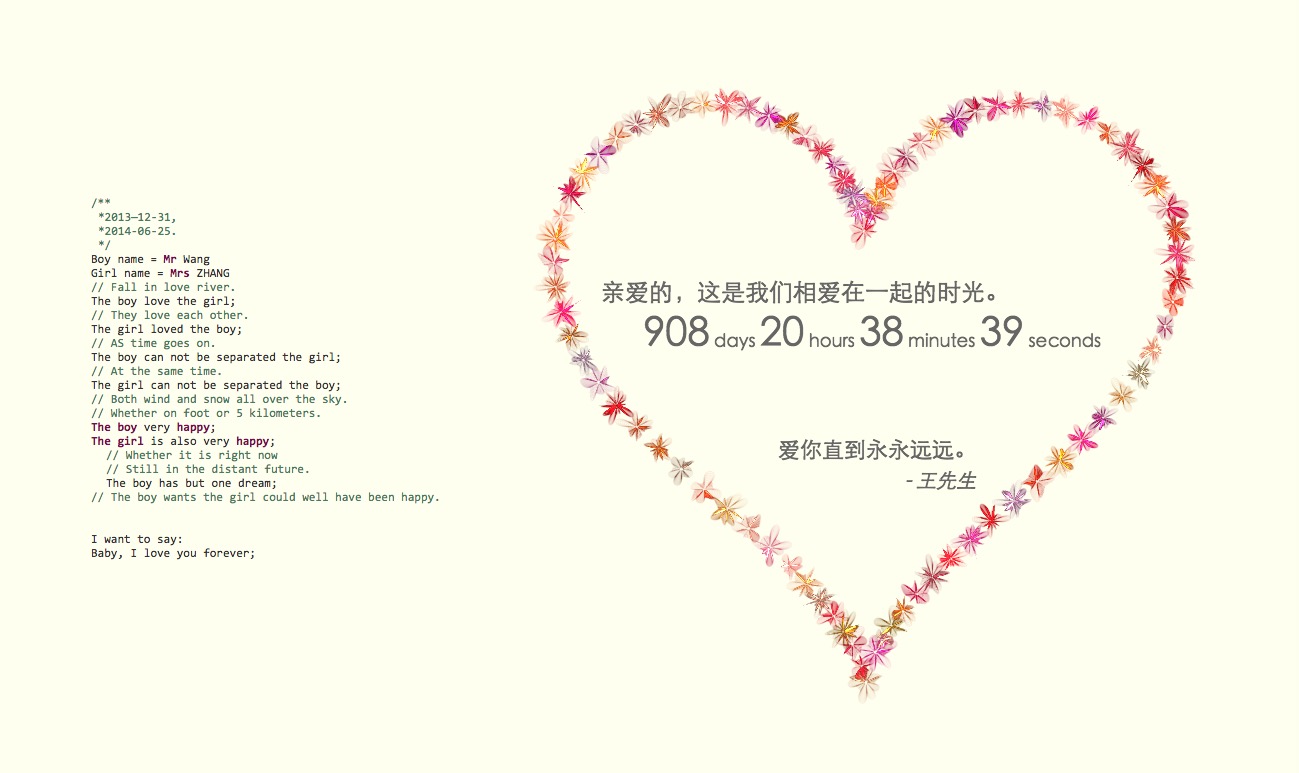 /**
*2013—12-31,
*2014-06-25.
*/
Boy name = Mr Wang
Girl name = Mrs ZHANG
// Fall in love river.
The boy love the girl;
// They love each other.
The girl loved the boy;
// AS time goes on.
The boy can not be separated the girl;
// At the same time.
The girl can not be separated the boy;
// Both wind and snow all over the sky.
// Whether on foot or 5 kilometers.
The boy very happy;
The girl is also very happy;
// Whether it is right now
// Still in the distant future.
The boy has but one dream;
// The boy wants the girl could well have been happy.
I want to say:
Baby, I love you forever;
亲爱的，这是我们相爱在一起的时光。
908 days 20 hours 38 minutes 39 seconds
爱你直到永永远远。
- 王先生